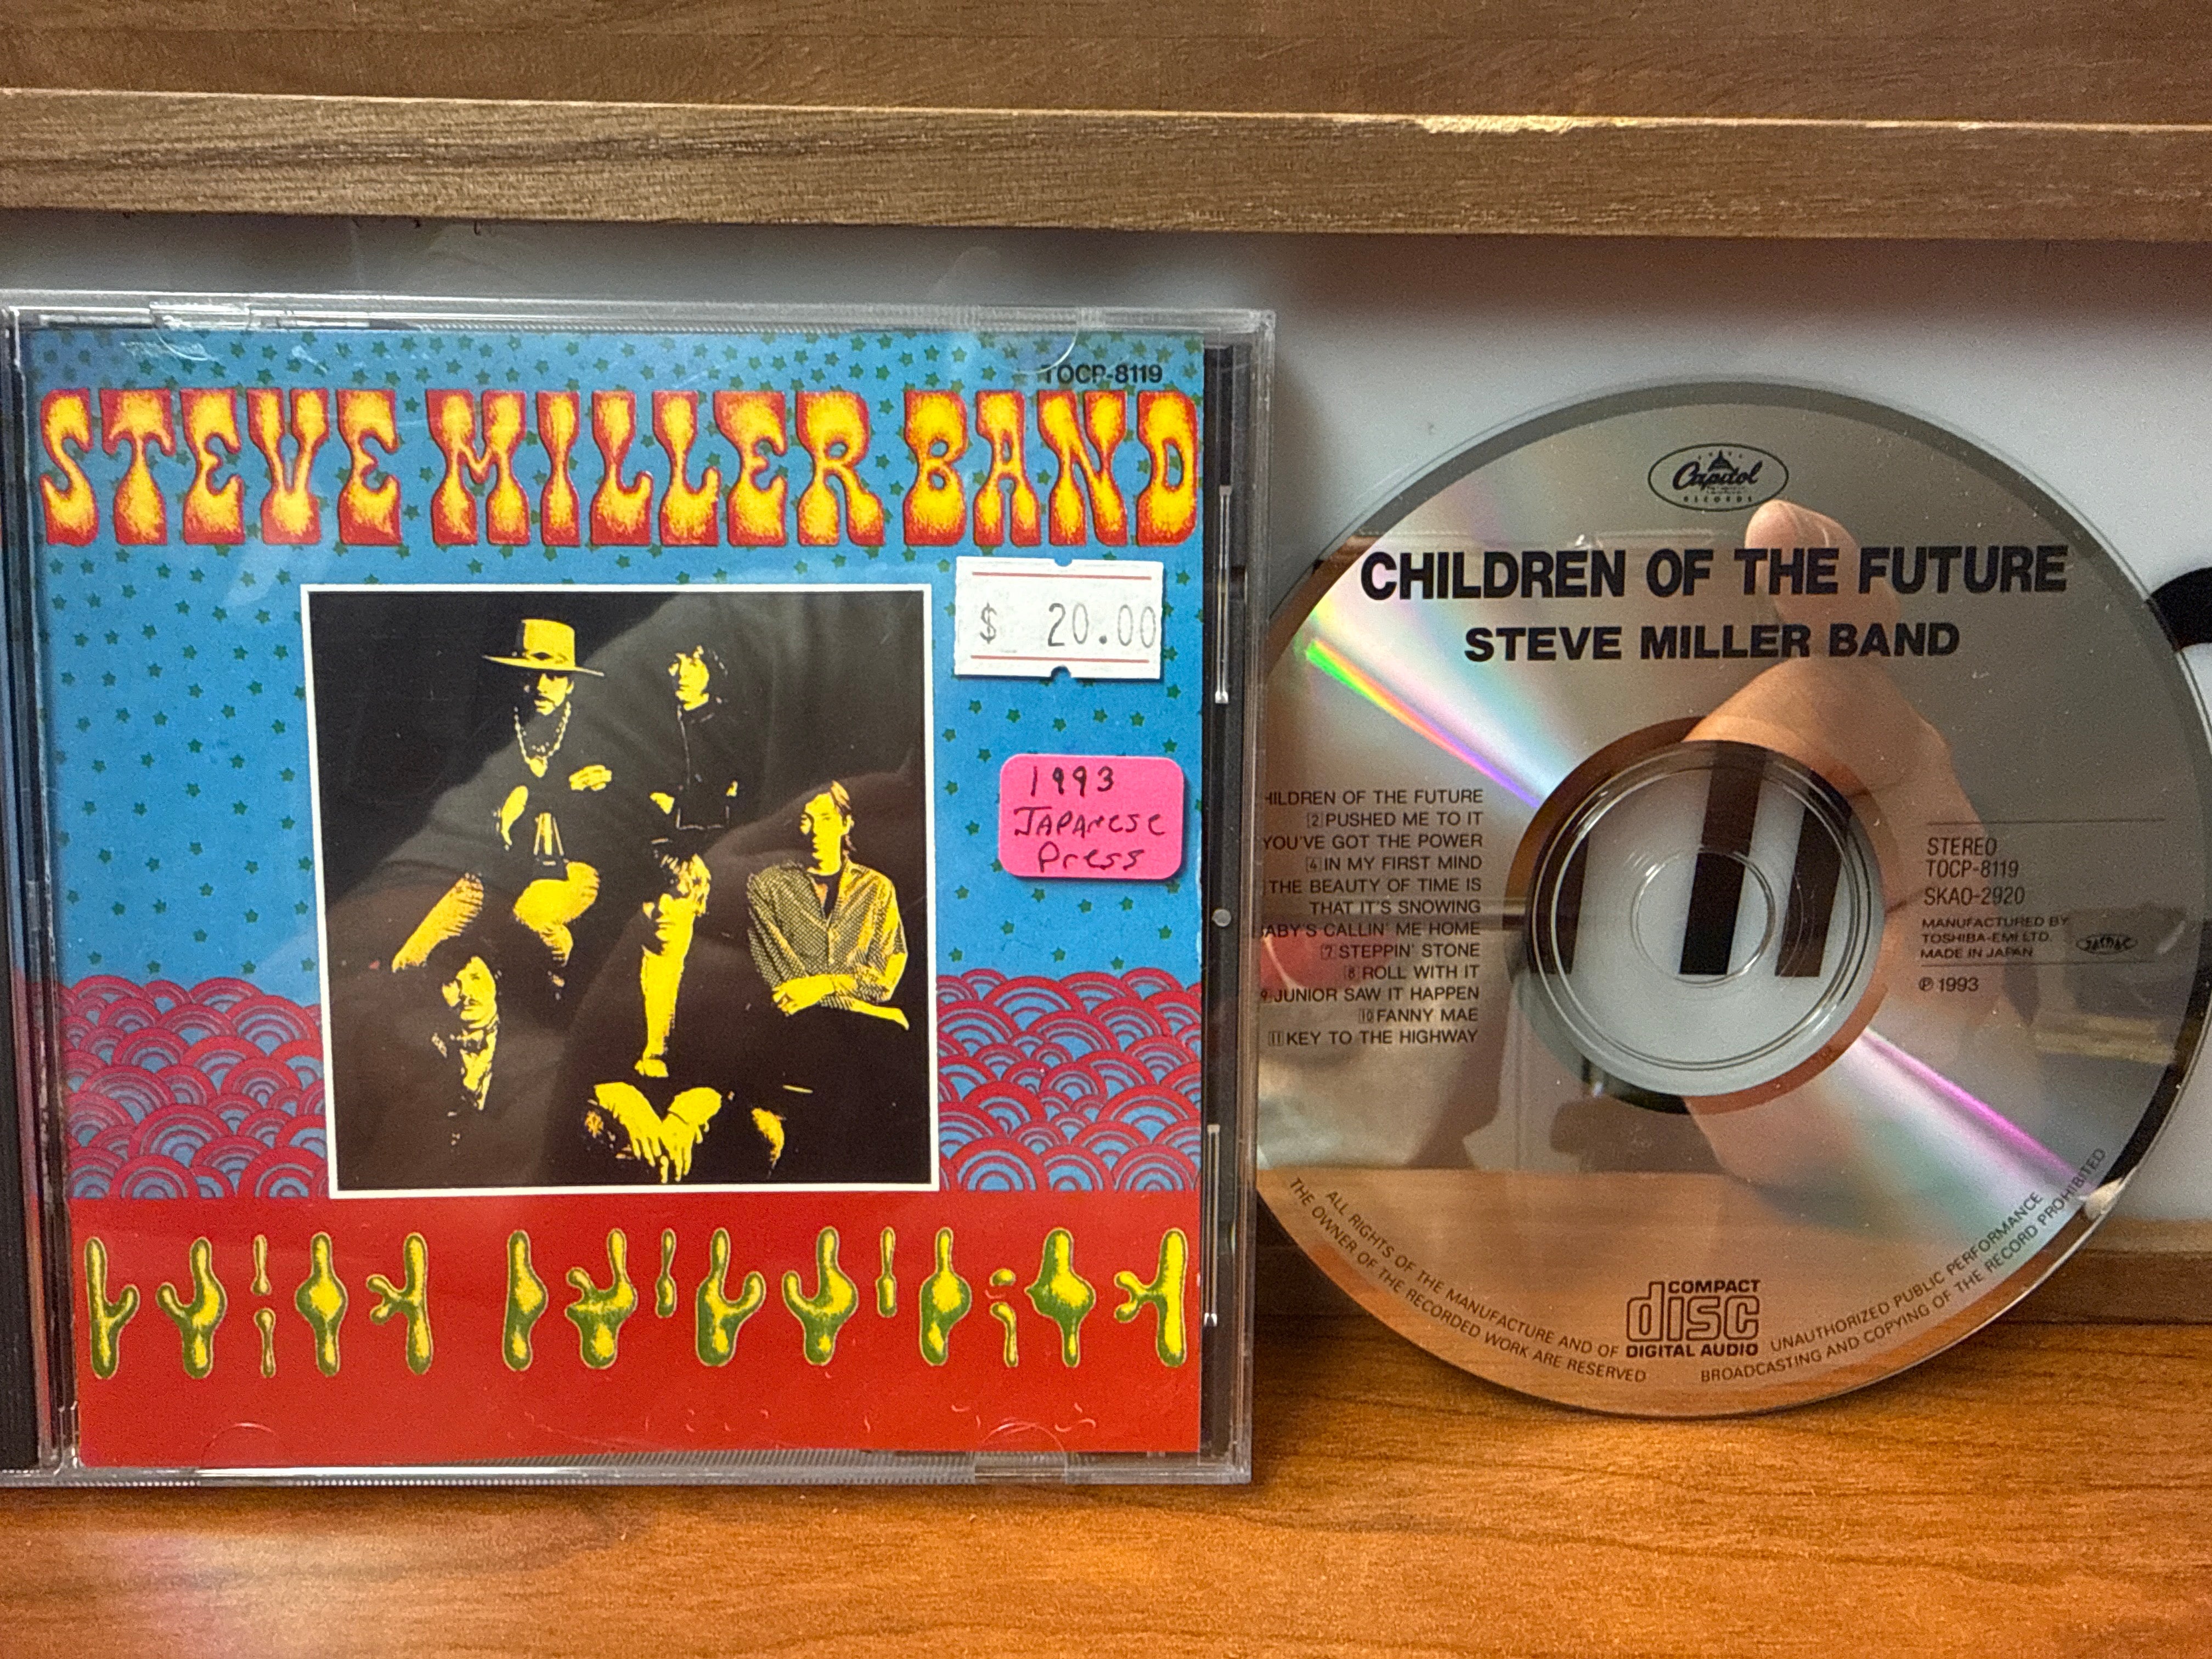 TOCP-8119
STEVE MILLER BAND
$ 20.00
1993
JAPANESE
Press
Capitol
RECORDS
CHILDREN OF THE FUTURE
STEVE MILLER BAND
HILDREN OF THE FUTURE
2 PUSHED ME TO IT
YOU'VE GOT THE POWER
4 IN MY FIRST MIND
THE BEAUTY OF TIME IS
THAT IT'S SNOWING
ABY'S CALLIN' ME HOME
7 STEPPIN' STONE
8 ROLL WITH IT
9 JUNIOR SAW IT HAPPEN
10 FANNY MAE
11 KEY TO THE HIGHWAY
STEREO
TOCP-8119
SKAO-2920
MANUFACTURED BY
TOSHIBA-EMI LTD.
MADE IN JAPAN
JASRAC
℗ 1993
ALL RIGHTS OF THE MANUFACTURE AND OF
THE OWNER OF THE RECORDED WORK ARE RESERVED
COMPACT
disc
DIGITAL AUDIO
UNAUTHORIZED PUBLIC PERFORMANCE
BROADCASTING AND COPYING OF THE RECORD PROHIBITED